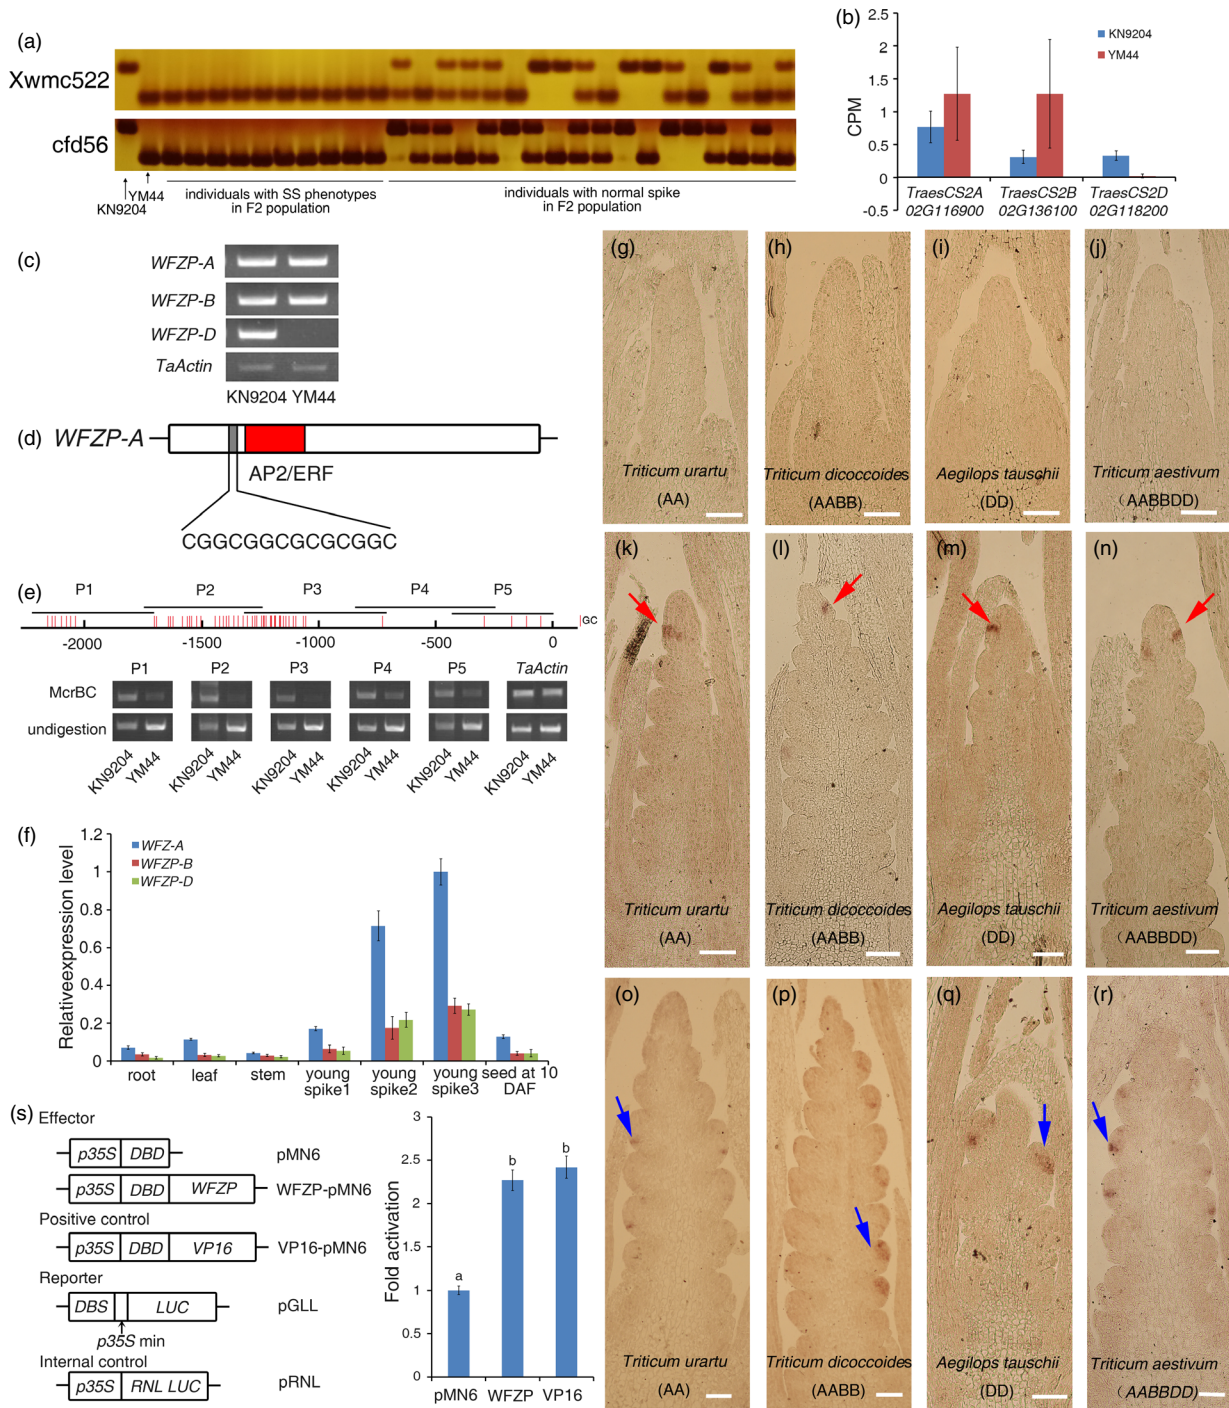 (a)
Xwmc522
cfd56
KN9204
YM44
individuals with SS phenotypes
in F2 population
individuals with normal spike
in F2 population
(b)
CPM
2.5
2
1.5
1
0.5
0
-0.5
KN9204
YM44
TraesCS2A
02G116900
TraesCS2B
02G136100
TraesCS2D
02G118200
(c)
WFZP-A
WFZP-B
WFZP-D
TaActin
KN9204 YM44
(d)
WFZP-A
AP2/ERF
CGGCGGCGCGCGGC
(e)
P1 P2 P3 P4 P5
GC
-2000 -1500 -1000 -500 0
P1 P2 P3 P4 P5 TaActin
McrBC
undigestion
KN9204 YM44 KN9204 YM44 KN9204 YM44 KN9204 YM44 KN9204 YM44 KN9204 YM44
(f)
Relativeexpression level
1.2
1
0.8
0.6
0.4
0.2
0
WFZ-A
WFZP-B
WFZP-D
root leaf stem young spike1 young spike2 young spike3 seed at 10 DAF
(g)
Triticum urartu
(AA)
(h)
Triticum dicoccoides
(AABB)
(i)
Aegilops tauschii
(DD)
(j)
Triticum aestivum
(AABBDD)
(k)
Triticum urartu
(AA)
(l)
Triticum dicoccoides
(AABB)
(m)
Aegilops tauschii
(DD)
(n)
Triticum aestivum
(AABBDD)
(o)
Triticum urartu
(AA)
(p)
Triticum dicoccoides
(AABB)
(q)
Aegilops tauschii
(DD)
(r)
Triticum aestivum
(AABBDD)
(s)
Effector
p35S DBD pMN6
p35S DBD WFZP WFZP-pMN6
Positive control
p35S DBD VP16 VP16-pMN6
Reporter
DBS LUC pGLL
p35S min
Internal control
p35S RNL LUC pRNL
Fold activation
3
2.5
2
1.5
1
0.5
0
a
b
b
pMN6 WFZP VP16